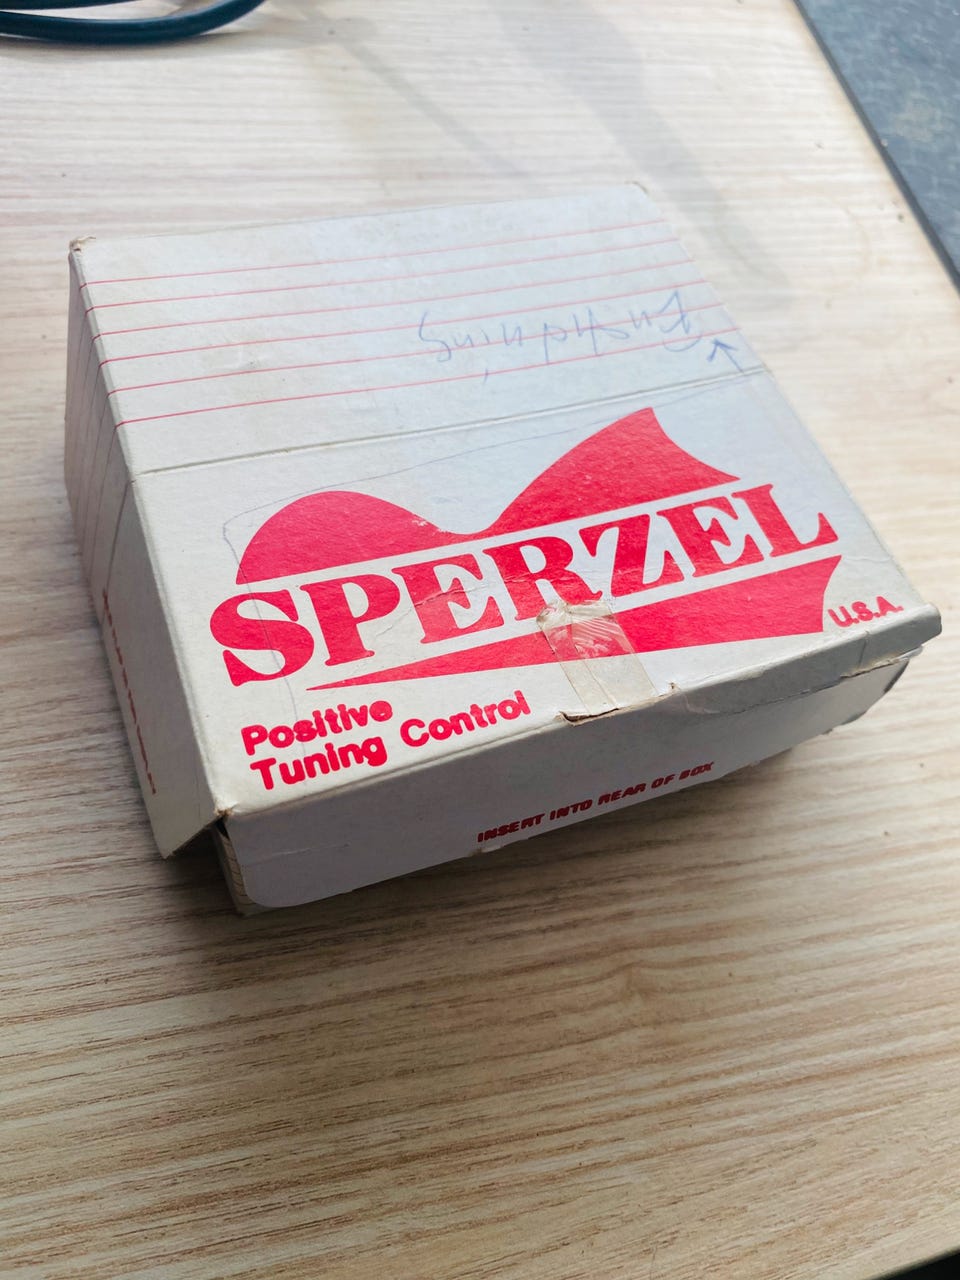 SPERZEL
U.S.A.
Positive
Tuning Control
INSERT INTO REAR OF BOX